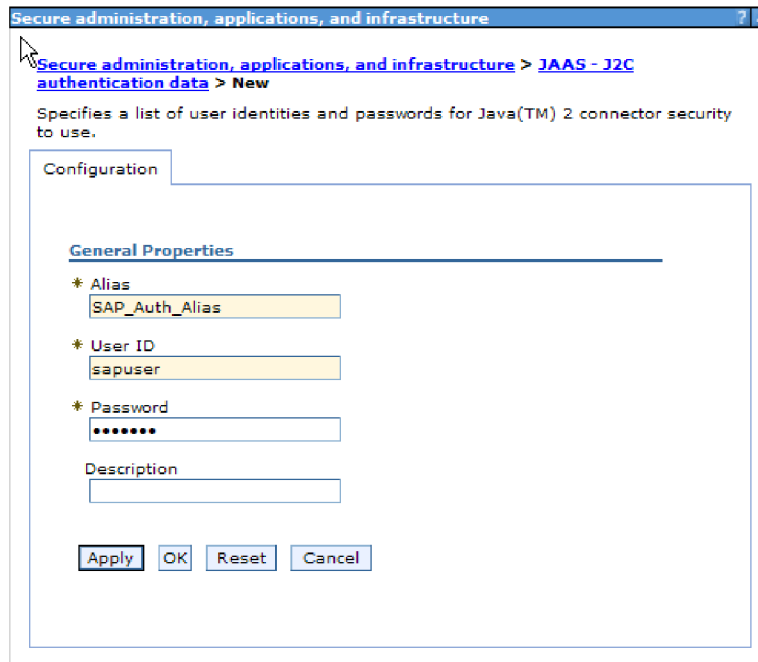 Secure administration, applications, and infrastructure ?
Secure administration, applications, and infrastructure > JAAS - J2C
authentication data > New
Specifies a list of user identities and passwords for Java(TM) 2 connector security
to use.
Configuration
General Properties
* Alias
SAP_Auth_Alias
* User ID
sapuser
* Password
•••••••
Description
Apply OK Reset Cancel